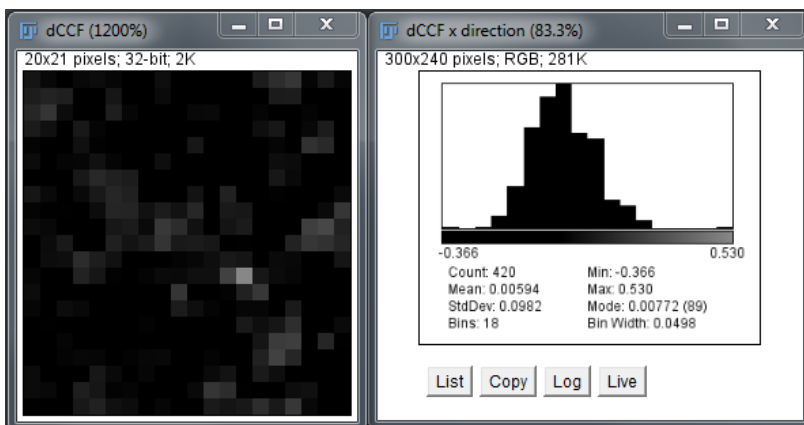 dCCF (1200%)
20x21 pixels; 32-bit; 2K
dCCF x direction (83.3%)
300x240 pixels; RGB; 281K
-0.366 0.530
Count: 420 Min: -0.366
Mean: 0.00594 Max: 0.530
StdDev: 0.0982 Mode: 0.00772 (89)
Bins: 18 Bin Width: 0.0498
List Copy Log Live